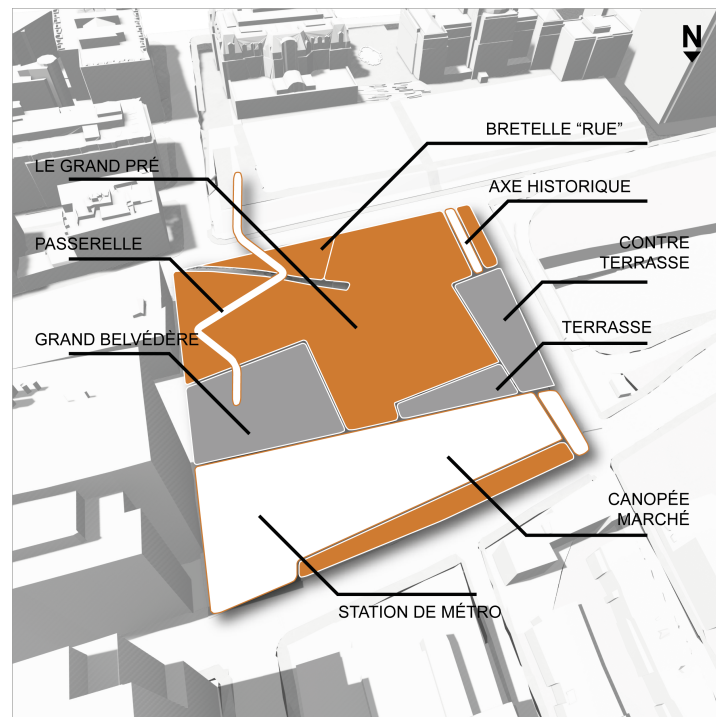 N
BRETELLE “RUE”
LE GRAND PRÉ
AXE HISTORIQUE
PASSERELLE
CONTRE
TERRASSE
GRAND BELVÉDÈRE
TERRASSE
CANOPÉE
MARCHÉ
STATION DE MÉTRO